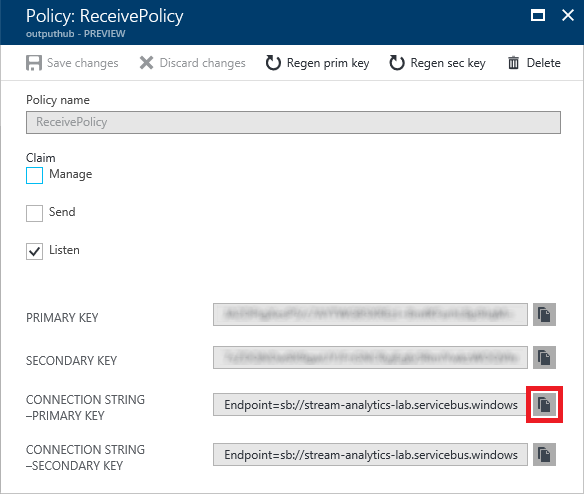 Policy: ReceivePolicy
outputhub - PREVIEW
Save changes Discard changes Regen prim key Regen sec key Delete
Policy name
ReceivePolicy
Claim
Manage
Send
Listen
PRIMARY KEY
SECONDARY KEY
CONNECTION STRING
–PRIMARY KEY
Endpoint=sb://stream-analytics-lab.servicebus.windows
CONNECTION STRING
–SECONDARY KEY
Endpoint=sb://stream-analytics-lab.servicebus.windows